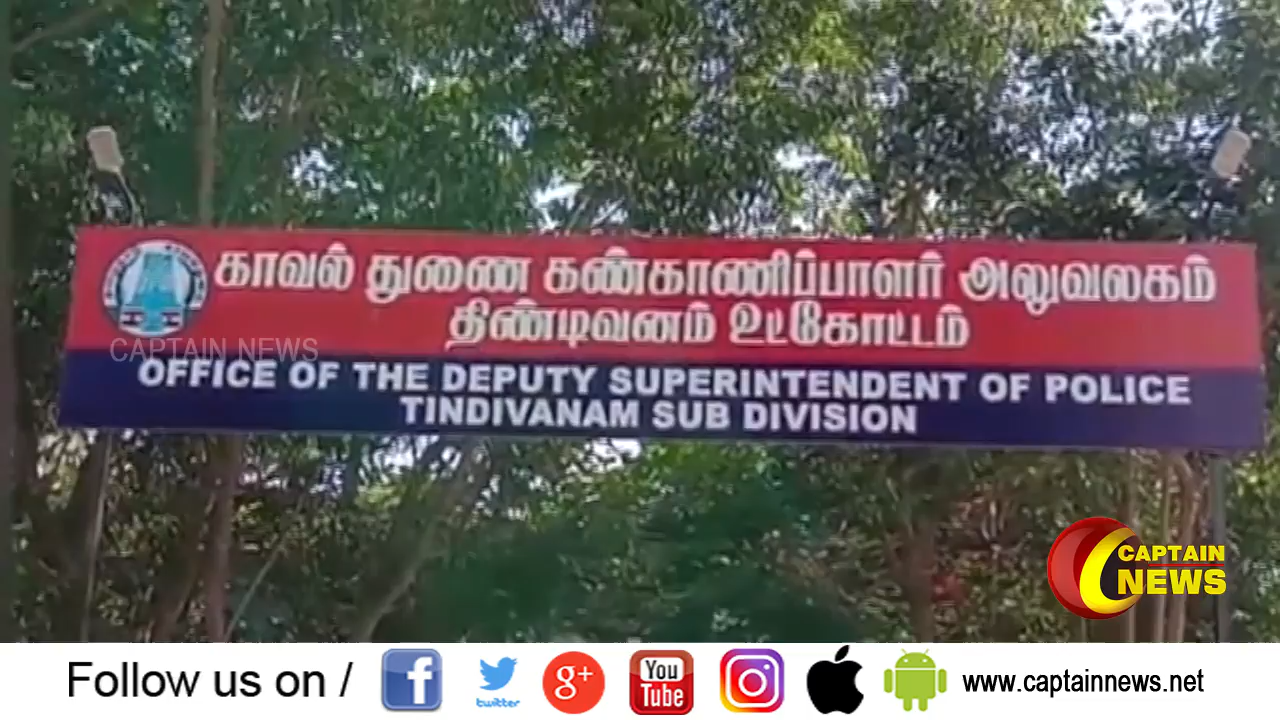 காவல் துணை கண்காணிப்பாளர் அலுவலகம்
திண்டிவனம் உட்கோட்டம்
CAPTAIN NEWS
OFFICE OF THE DEPUTY SUPERINTENDENT OF POLICE
TINDIVANAM SUB DIVISION
CAPTAIN
NEWS
Follow us on /
f
twitter
g+
You
Tube
www.captainnews.net